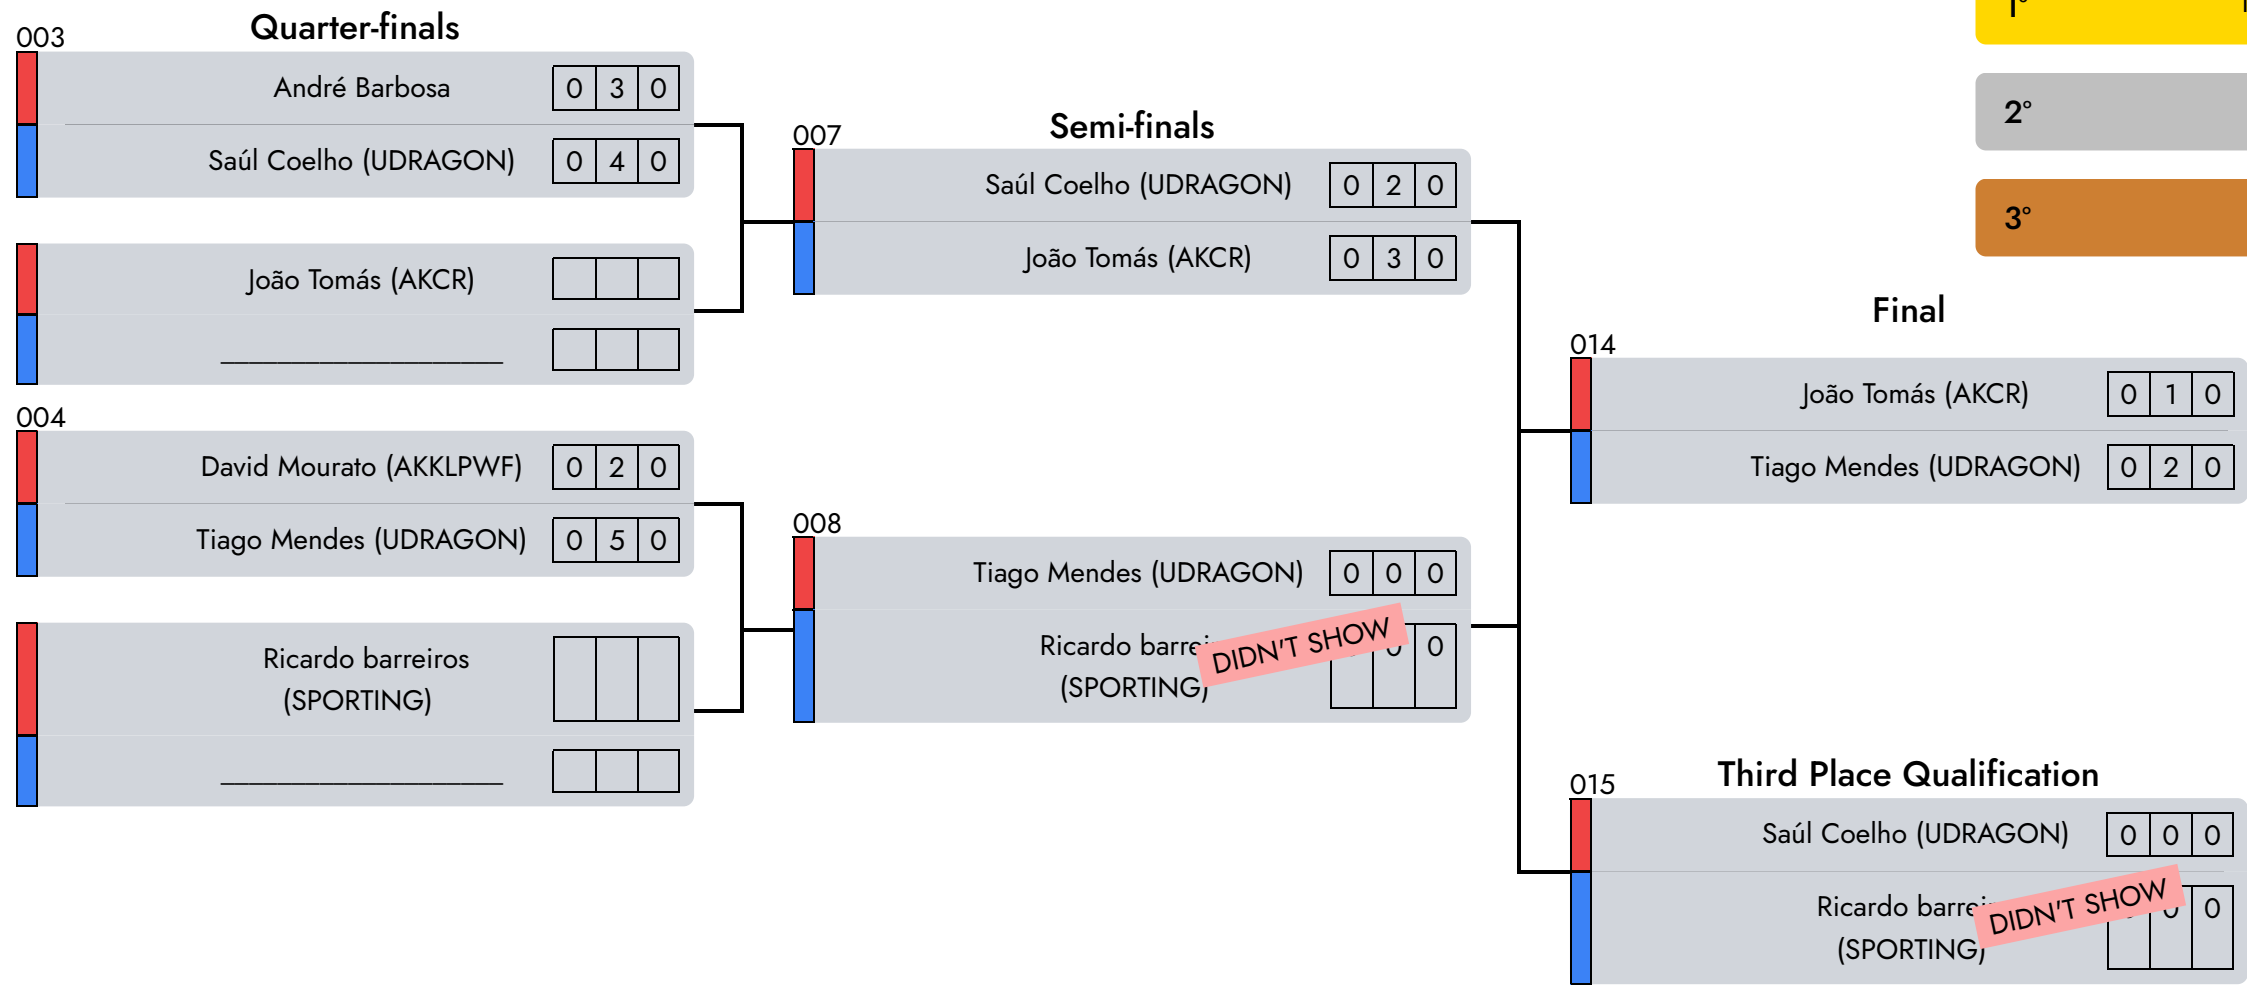 Quarter-finals
003
André Barbosa 0 3 0
Saúl Coelho (UDRAGON) 0 4 0
João Tomás (AKCR)
____________________
004
David Mourato (AKKLPWF) 0 2 0
Tiago Mendes (UDRAGON) 0 5 0
Ricardo barreiros
(SPORTING)
____________________
Semi-finals
007
Saúl Coelho (UDRAGON) 0 2 0
João Tomás (AKCR) 0 3 0
008
Tiago Mendes (UDRAGON) 0 0 0
Ricardo 0
(SPORTING)
DIDN'T SHOW
1°
2°
3°
Final
014
João Tomás (AKCR) 0 1 0
Tiago Mendes (UDRAGON) 0 2 0
Third Place Qualification
015
Saúl Coelho (UDRAGON) 0 0 0
Ricardo 0
(SPORTING)
DIDN'T SHOW